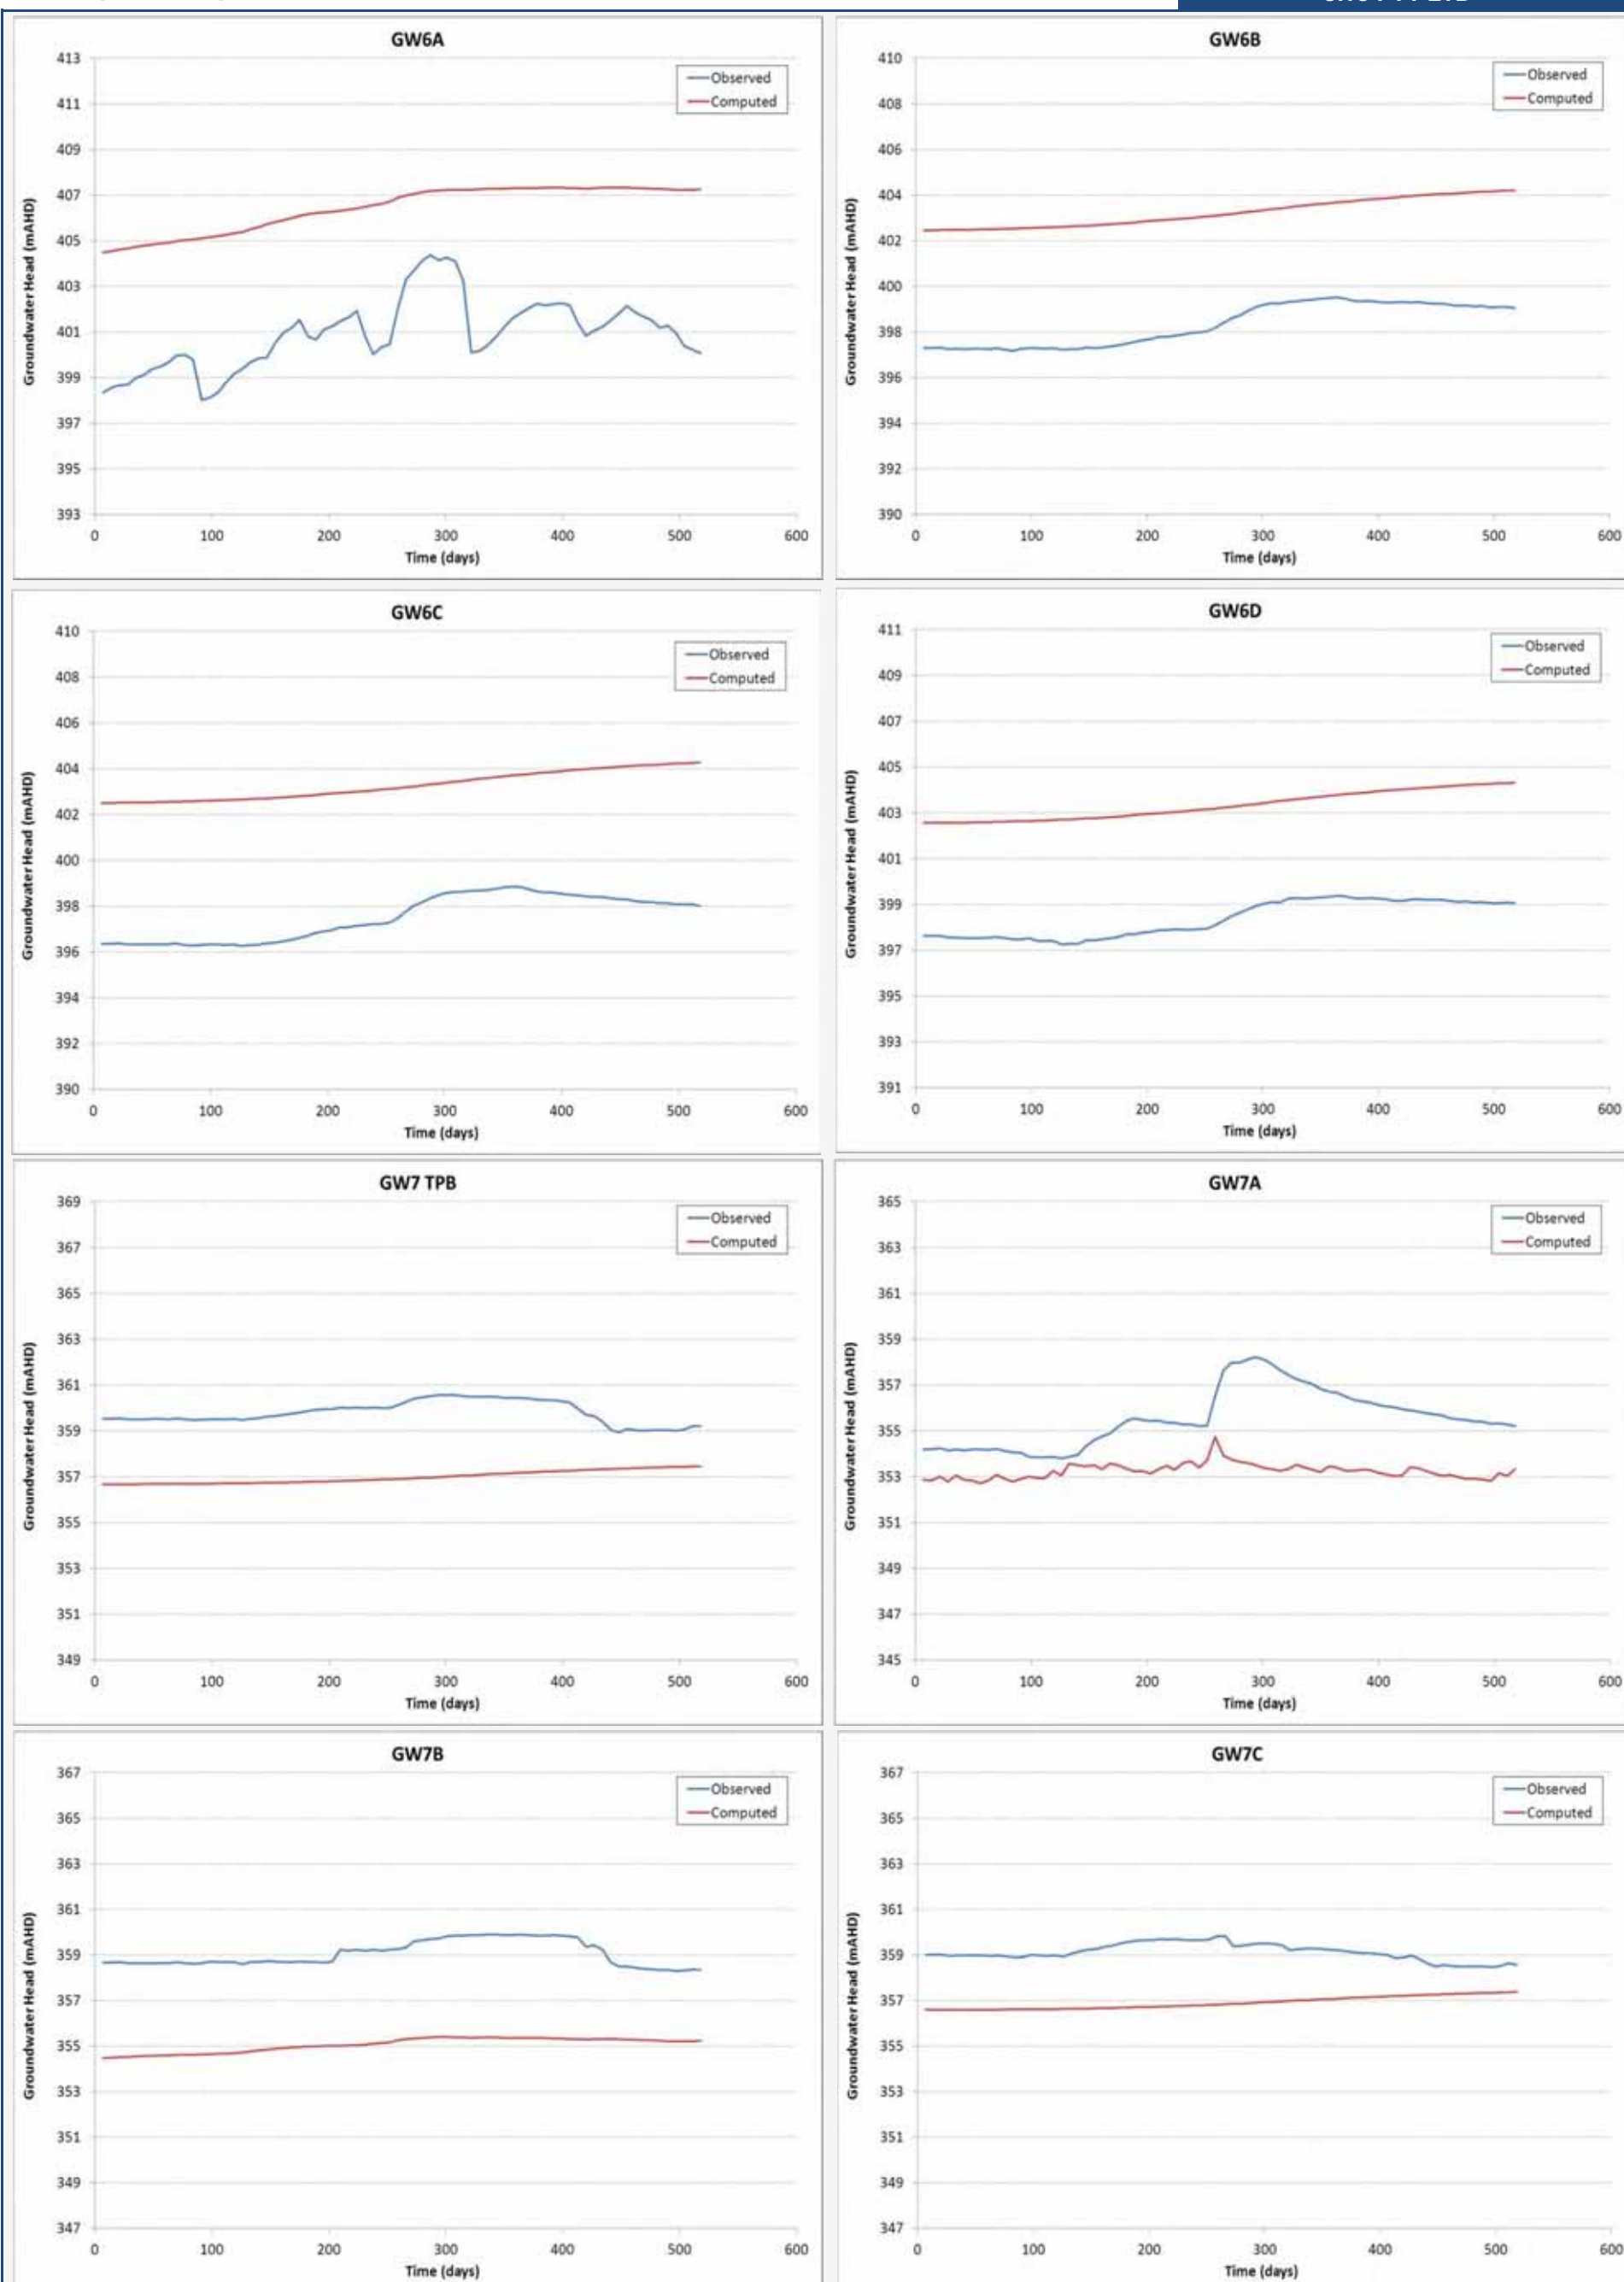 GW6A
413
411
409
407
405
403
401
399
397
395
393
Groundwater Head (mAHD)
Observed
Computed
0 100 200 300 400 500 600
Time (days)
GW6B
410
408
406
404
402
400
398
396
394
392
390
Groundwater Head (mAHD)
Observed
Computed
0 100 200 300 400 500 600
Time (days)
GW6C
410
408
406
404
402
400
398
396
394
392
390
Groundwater Head (mAHD)
Observed
Computed
0 100 200 300 400 500 600
Time (days)
GW6D
411
409
407
405
403
401
399
397
395
393
391
Groundwater Head (mAHD)
Observed
Computed
0 100 200 300 400 500 600
Time (days)
GW7 TPB
369
367
365
363
361
359
357
355
353
351
349
Groundwater Head (mAHD)
Observed
Computed
0 100 200 300 400 500 600
Time (days)
GW7A
365
363
361
359
357
355
353
351
349
347
345
Groundwater Head (mAHD)
Observed
Computed
0 100 200 300 400 500 600
Time (days)
GW7B
367
365
363
361
359
357
355
353
351
349
347
Groundwater Head (mAHD)
Observed
Computed
0 100 200 300 400 500 600
Time (days)
GW7C
367
365
363
361
359
357
355
353
351
349
347
Groundwater Head (mAHD)
Observed
Computed
0 100 200 300 400 500 600
Time (days)